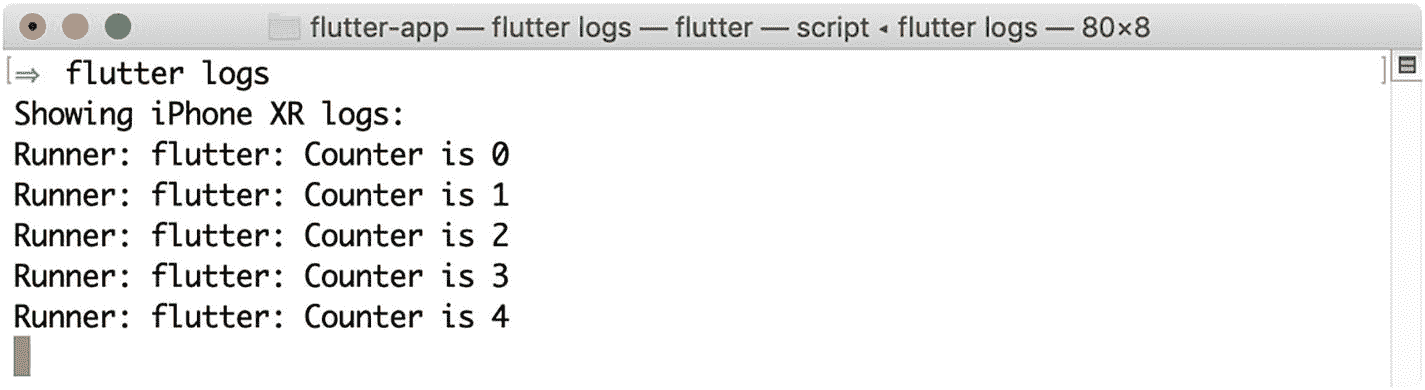 flutter-app — flutter logs — flutter — script ◂ flutter logs — 80×8
[⇒ flutter logs ]
Showing iPhone XR logs:
Runner: flutter: Counter is 0
Runner: flutter: Counter is 1
Runner: flutter: Counter is 2
Runner: flutter: Counter is 3
Runner: flutter: Counter is 4